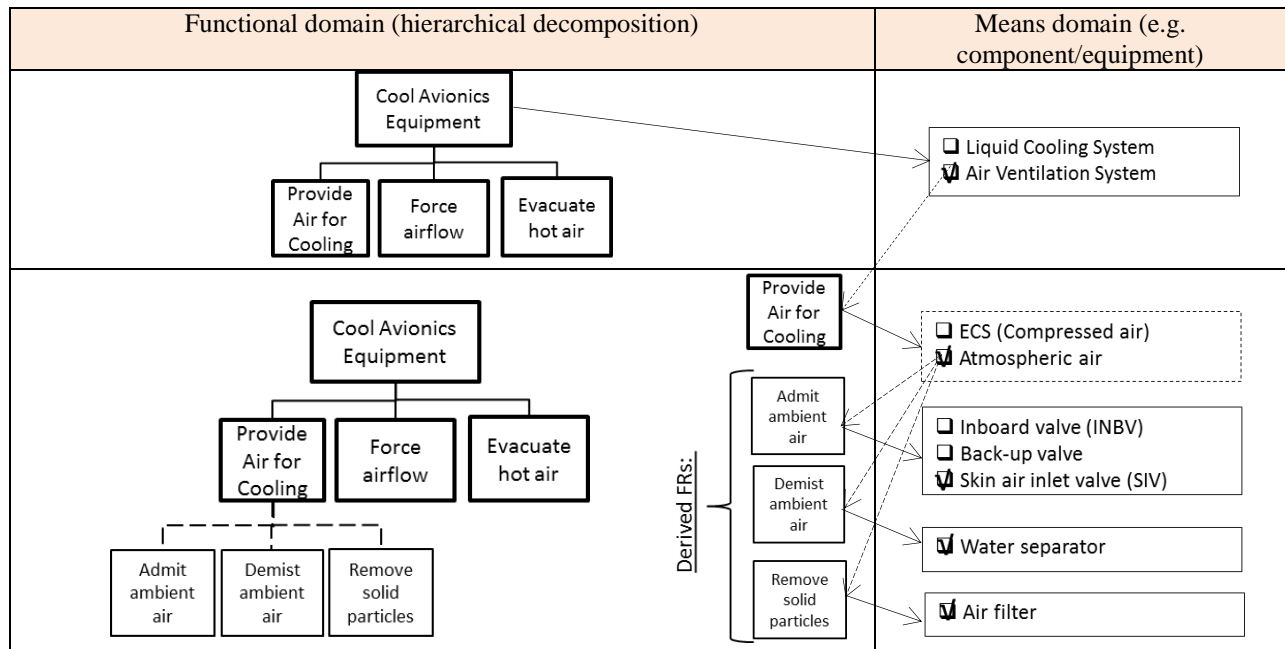 Functional domain (hierarchical decomposition)
Means domain (e.g.
component/equipment)
Cool Avionics
Equipment
Provide
Air for
Cooling
Force
airflow
Evacuate
hot air
Liquid Cooling System
Air Ventilation System
Cool Avionics
Equipment
Provide
Air for
Cooling
Force
airflow
Evacuate
hot air
Admit
ambient
air
Demist
ambient
air
Remove
solid
particles
Provide
Air for
Cooling
Derived FRs:
Admit
ambient
air
Demist
ambient
air
Remove
solid
particles
ECS (Compressed air)
Atmospheric air
Inboard valve (INBV)
Back-up valve
Skin air inlet valve (SIV)
Water separator
Air filter